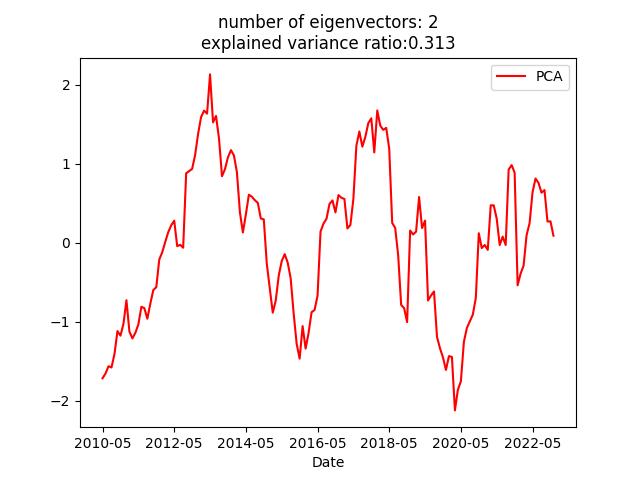 number of eigenvectors: 2
explained variance ratio:0.313
PCA
2
1
0
−1
−2
2010-05 2012-05 2014-05 2016-05 2018-05 2020-05 2022-05
Date